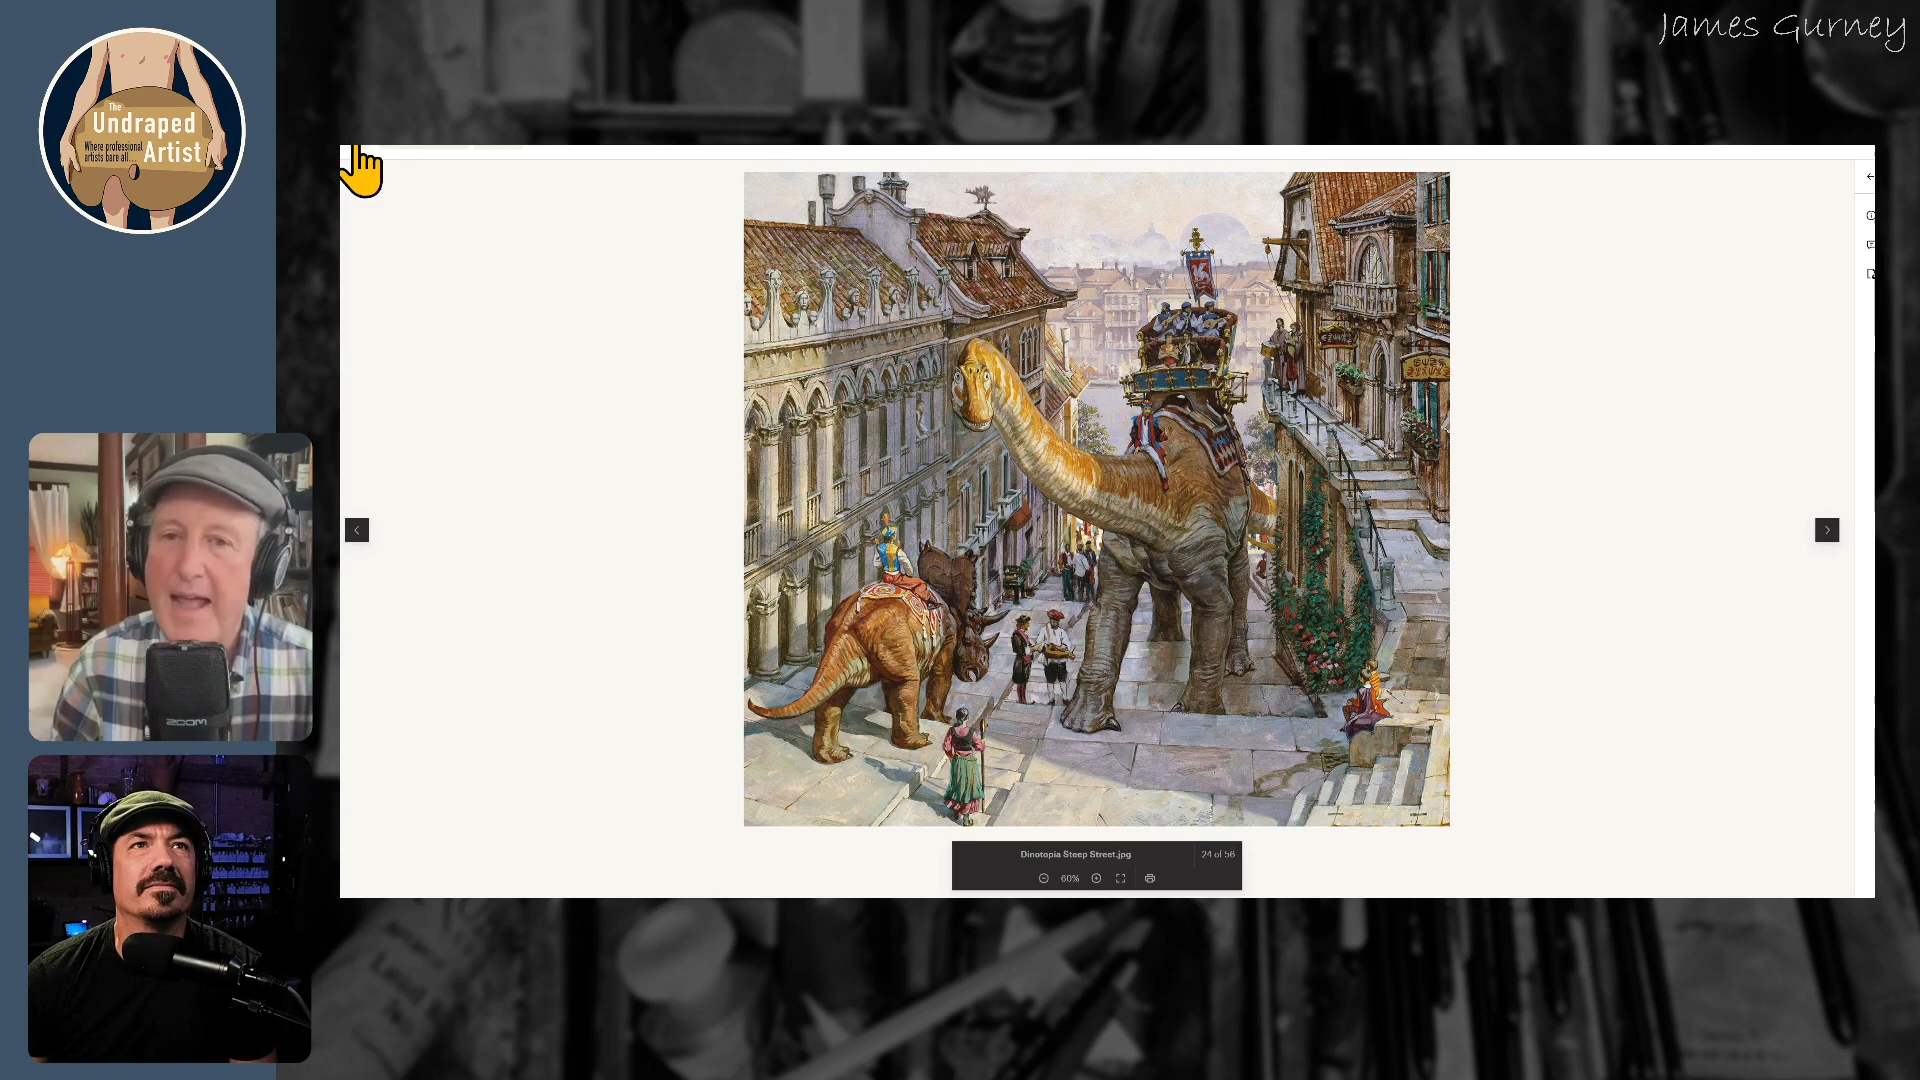 James Gurney
The
Undraped
Where professional
artists bare all...
Artist
zoom
Dinotopia Steep Street.jpg
24 of 56
60%